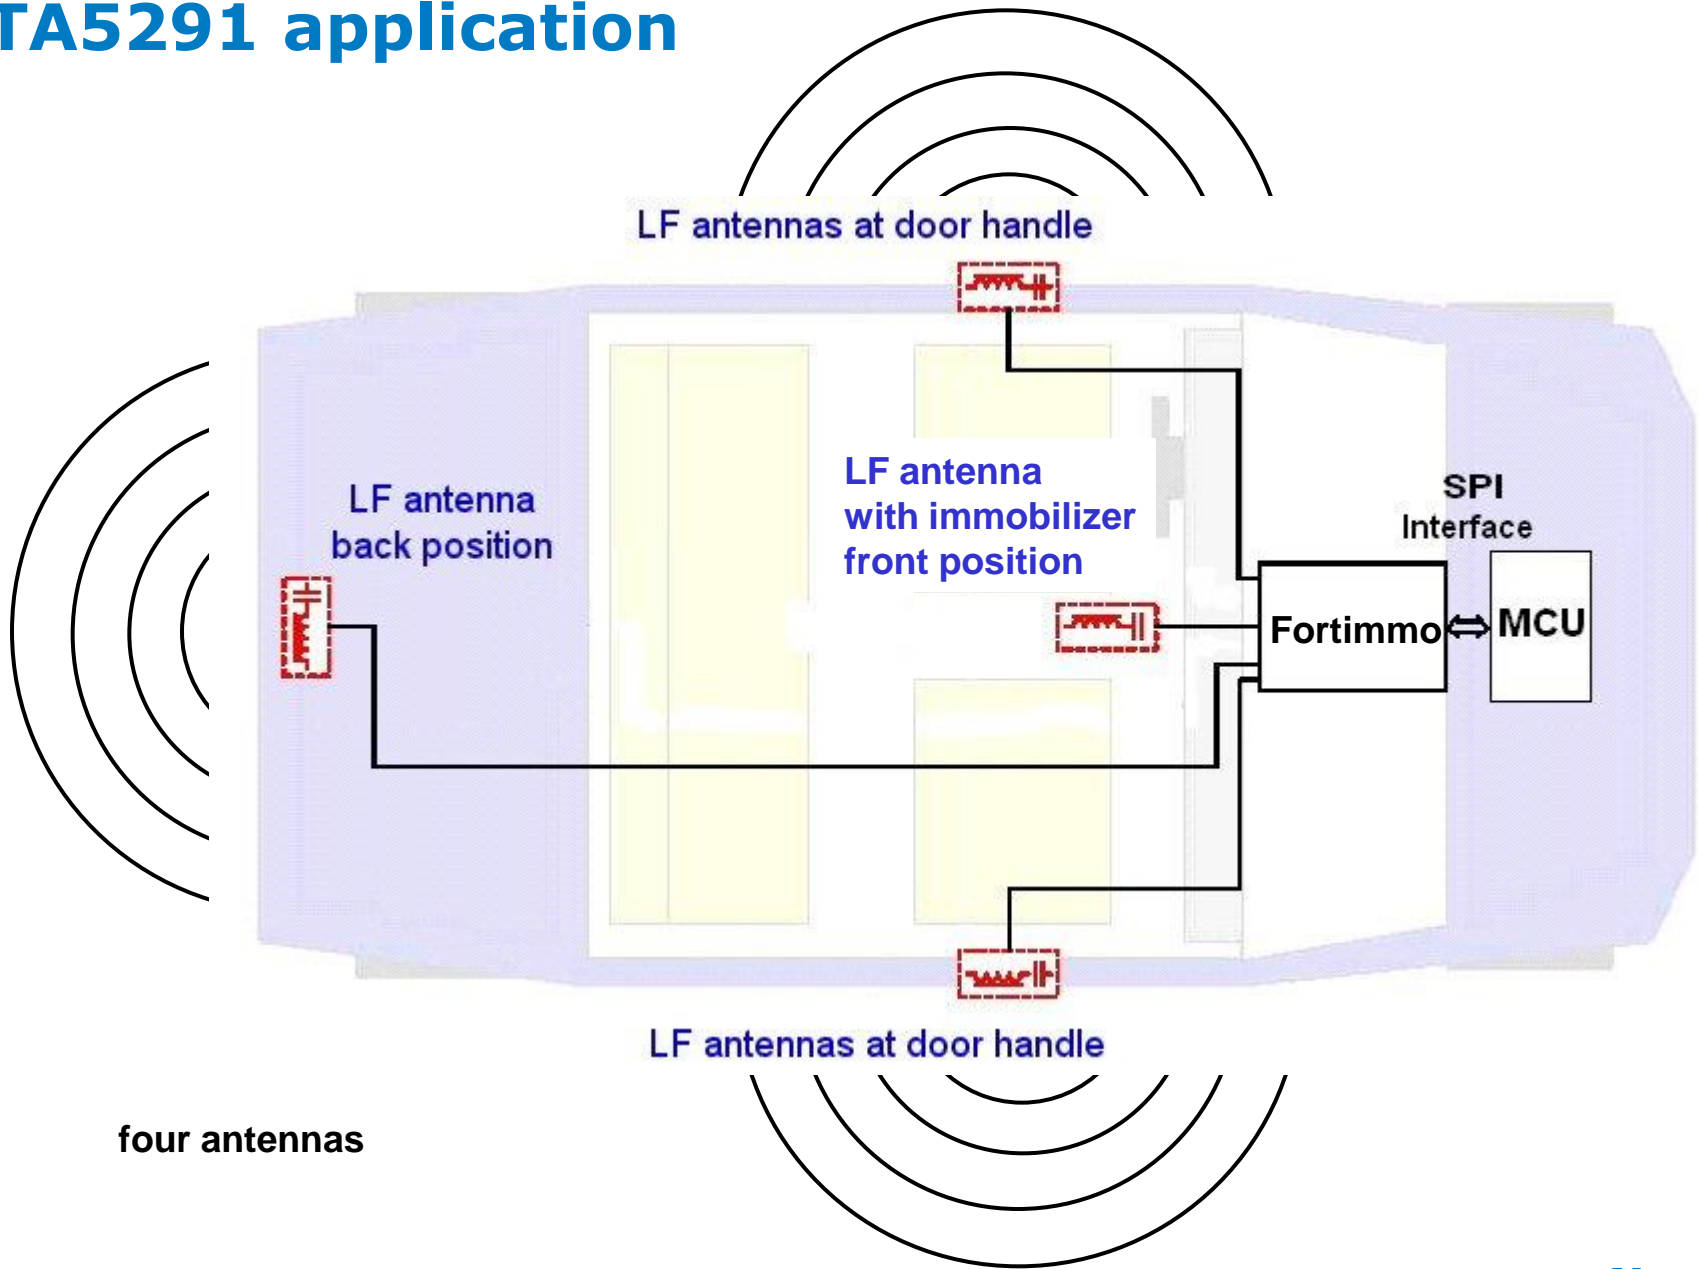 TA5291 application
LF antennas at door handle
LF antenna
back position
LF antenna
with immobilizer
front position
SPI
Interface
Fortimmo
MCU
LF antennas at door handle
four antennas